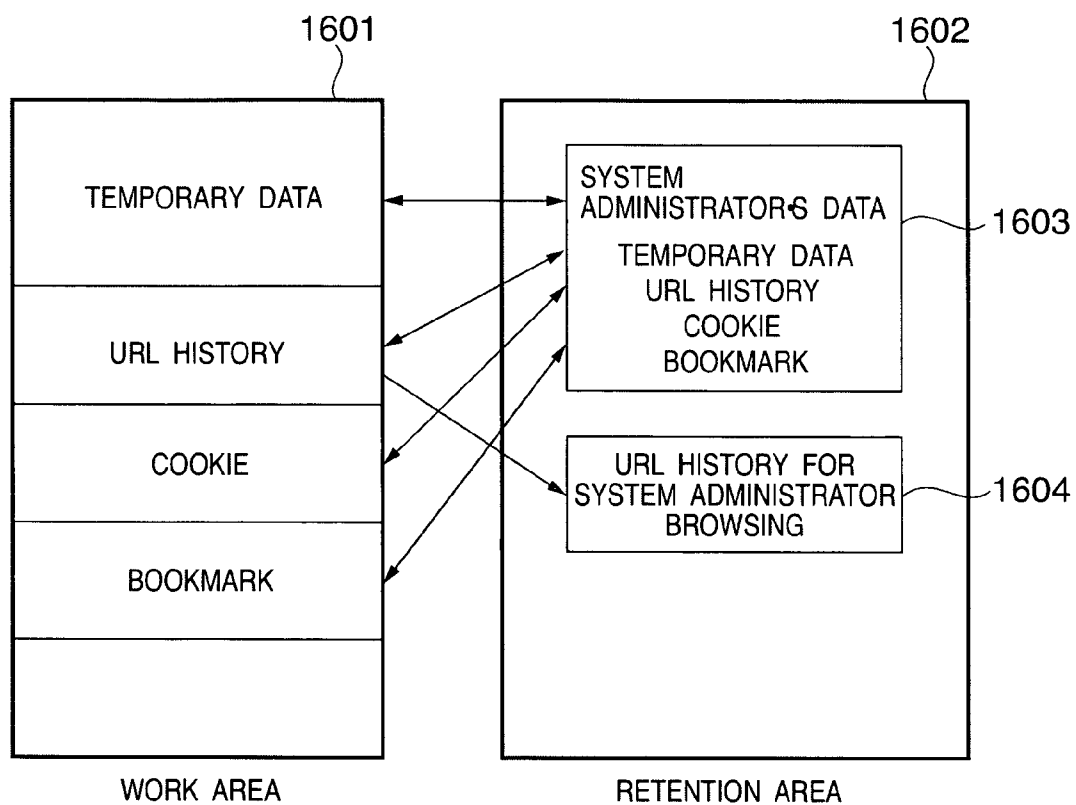 1601
1602
TEMPORARY DATA
URL HISTORY
COOKIE
BOOKMARK
WORK AREA
SYSTEM
ADMINISTRATOR•S DATA
TEMPORARY DATA
URL HISTORY
COOKIE
BOOKMARK
1603
URL HISTORY FOR
SYSTEM ADMINISTRATOR
BROWSING
1604
RETENTION AREA